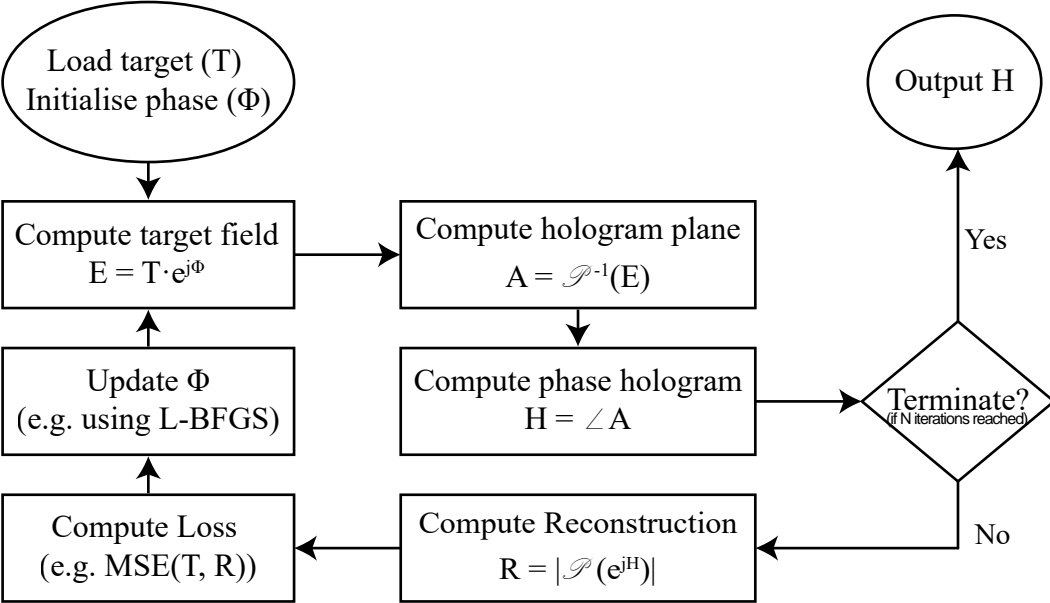 Load target (T)
Initialise phase (Φ)
Output H
Compute target field
E = T·e^jΦ
Compute hologram plane
A = 𝒫^-1(E)
Yes
Update Φ
(e.g. using L-BFGS)
Compute phase hologram
H = ∠A
Terminate?
(if N iterations reached)
Compute Loss
(e.g. MSE(T, R))
Compute Reconstruction
R = |𝒫(e^jH)|
No